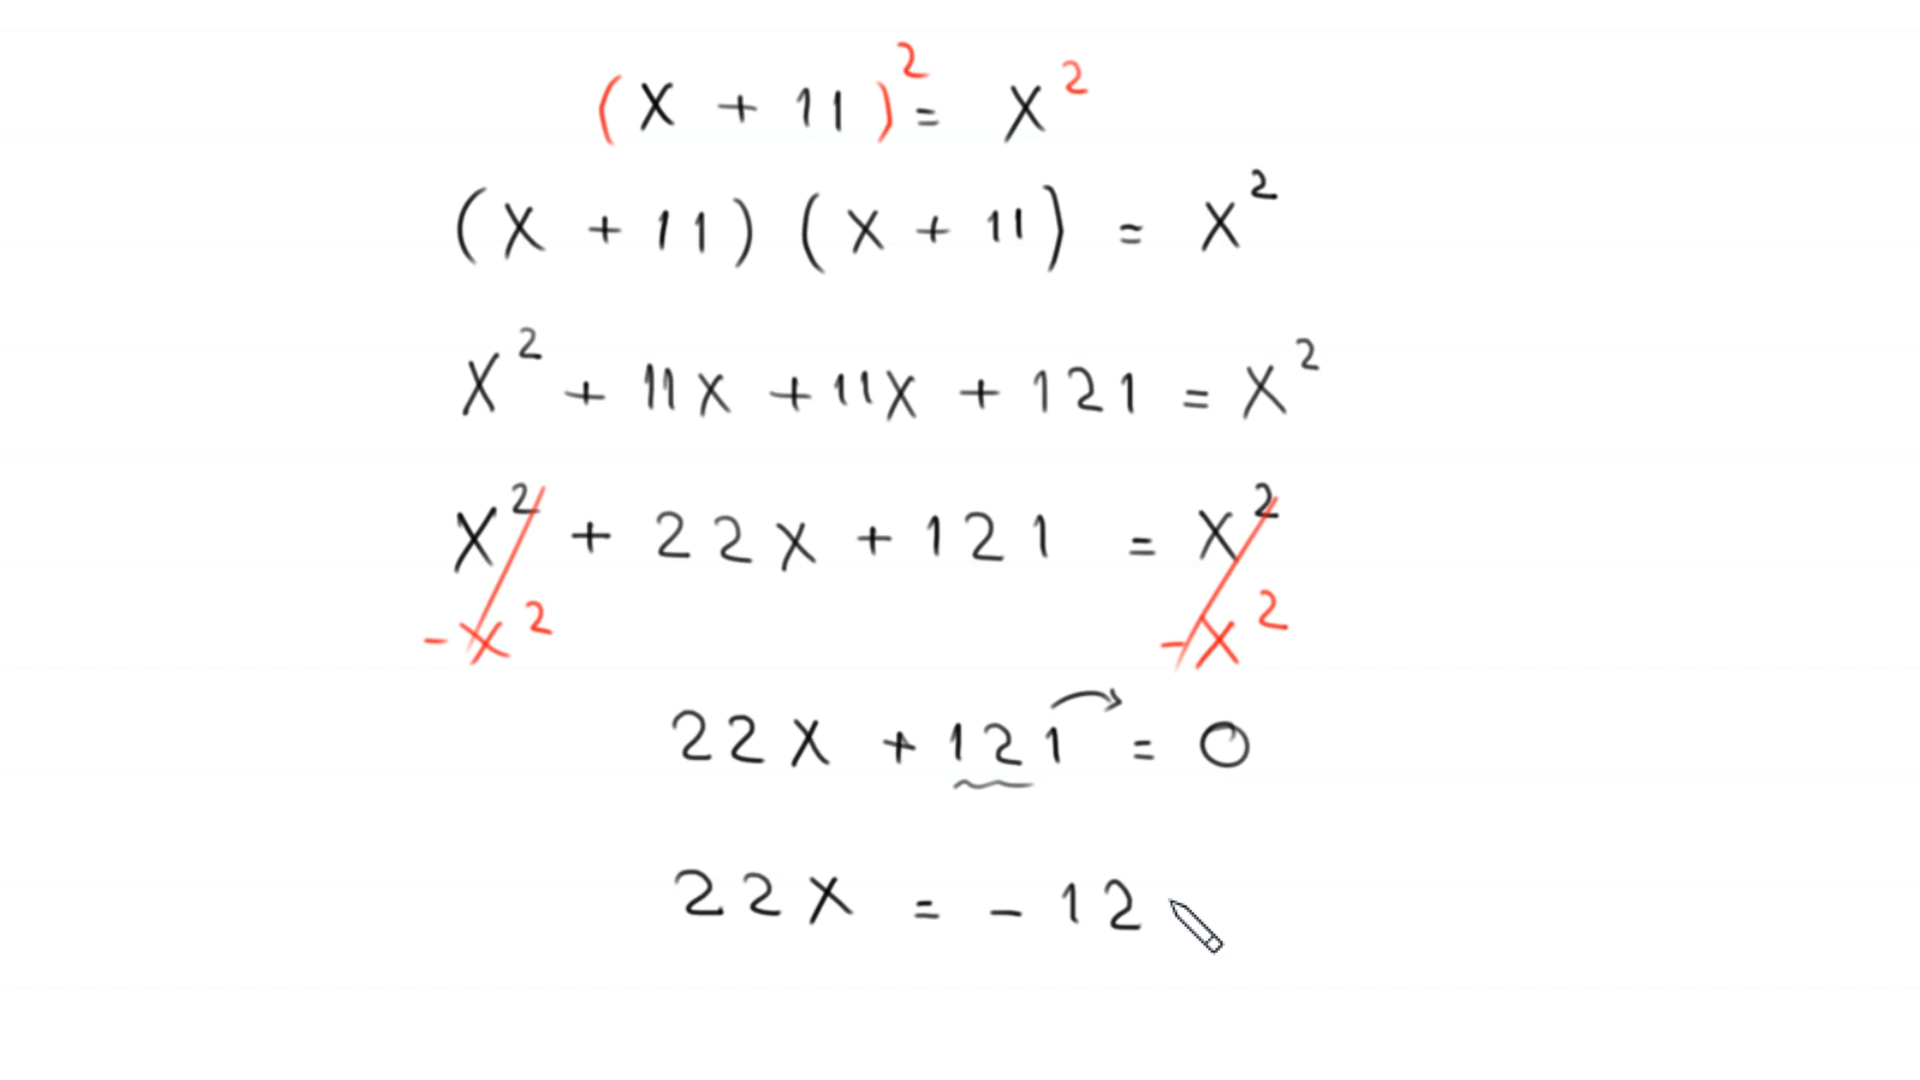 (x + 11)² = x²
(x + 11) (x + 11) = x²
x² + 11x + 11x + 121 = x²
x² + 22x + 121 = x²
-x² -x²
22x + 121 = 0
22x = - 12